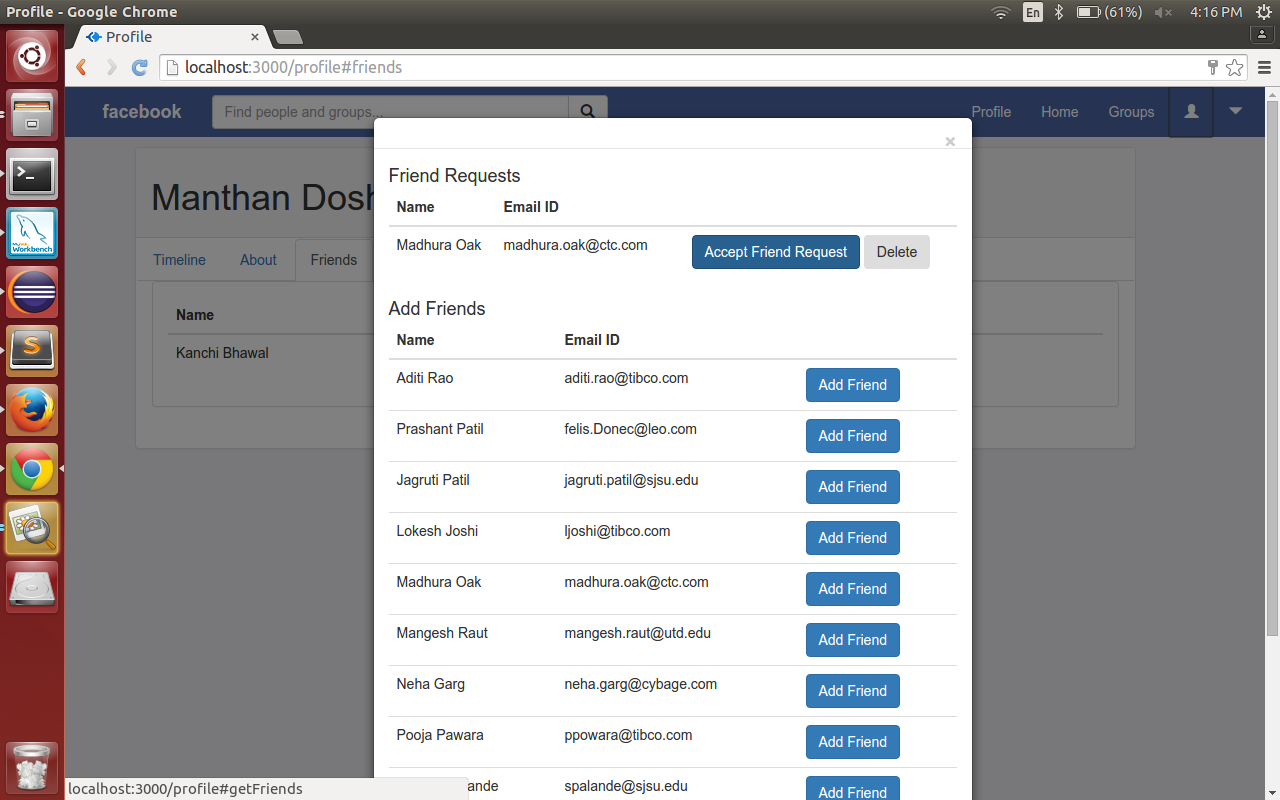 Profile - Google Chrome
En
(61%)
4:16 PM
Profile
localhost:3000/profile#friends
facebook
Find people and groups...
Profile
Home
Groups
Manthan Dosh
Timeline
About
Friends
Name
Kanchi Bhawal
Friend Requests
Name Email ID
Madhura Oak madhura.oak@ctc.com Accept Friend Request Delete
Add Friends
Name Email ID
Aditi Rao aditi.rao@tibco.com Add Friend
Prashant Patil felis.Donec@leo.com Add Friend
Jagruti Patil jagruti.patil@sjsu.edu Add Friend
Lokesh Joshi ljoshi@tibco.com Add Friend
Madhura Oak madhura.oak@ctc.com Add Friend
Mangesh Raut mangesh.raut@utd.edu Add Friend
Neha Garg neha.garg@cybage.com Add Friend
Pooja Pawara ppowara@tibco.com Add Friend
ande spalande@sjsu.edu Add Friend
localhost:3000/profile#getFriends
MySQL
Workbench